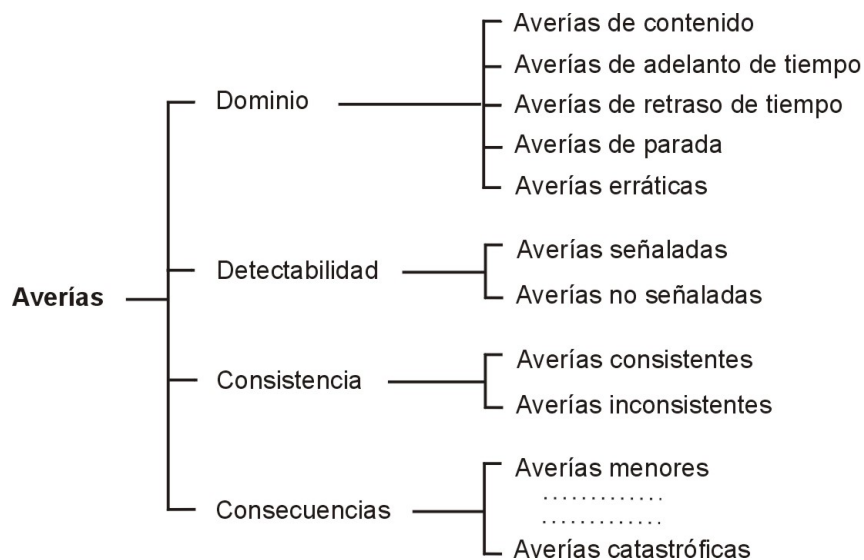 Averías
Dominio
Averías de contenido
Averías de adelanto de tiempo
Averías de retraso de tiempo
Averías de parada
Averías erráticas
Detectabilidad
Averías señaladas
Averías no señaladas
Consistencia
Averías consistentes
Averías inconsistentes
Consecuencias
Averías menores
.............
.............
Averías catastróficas